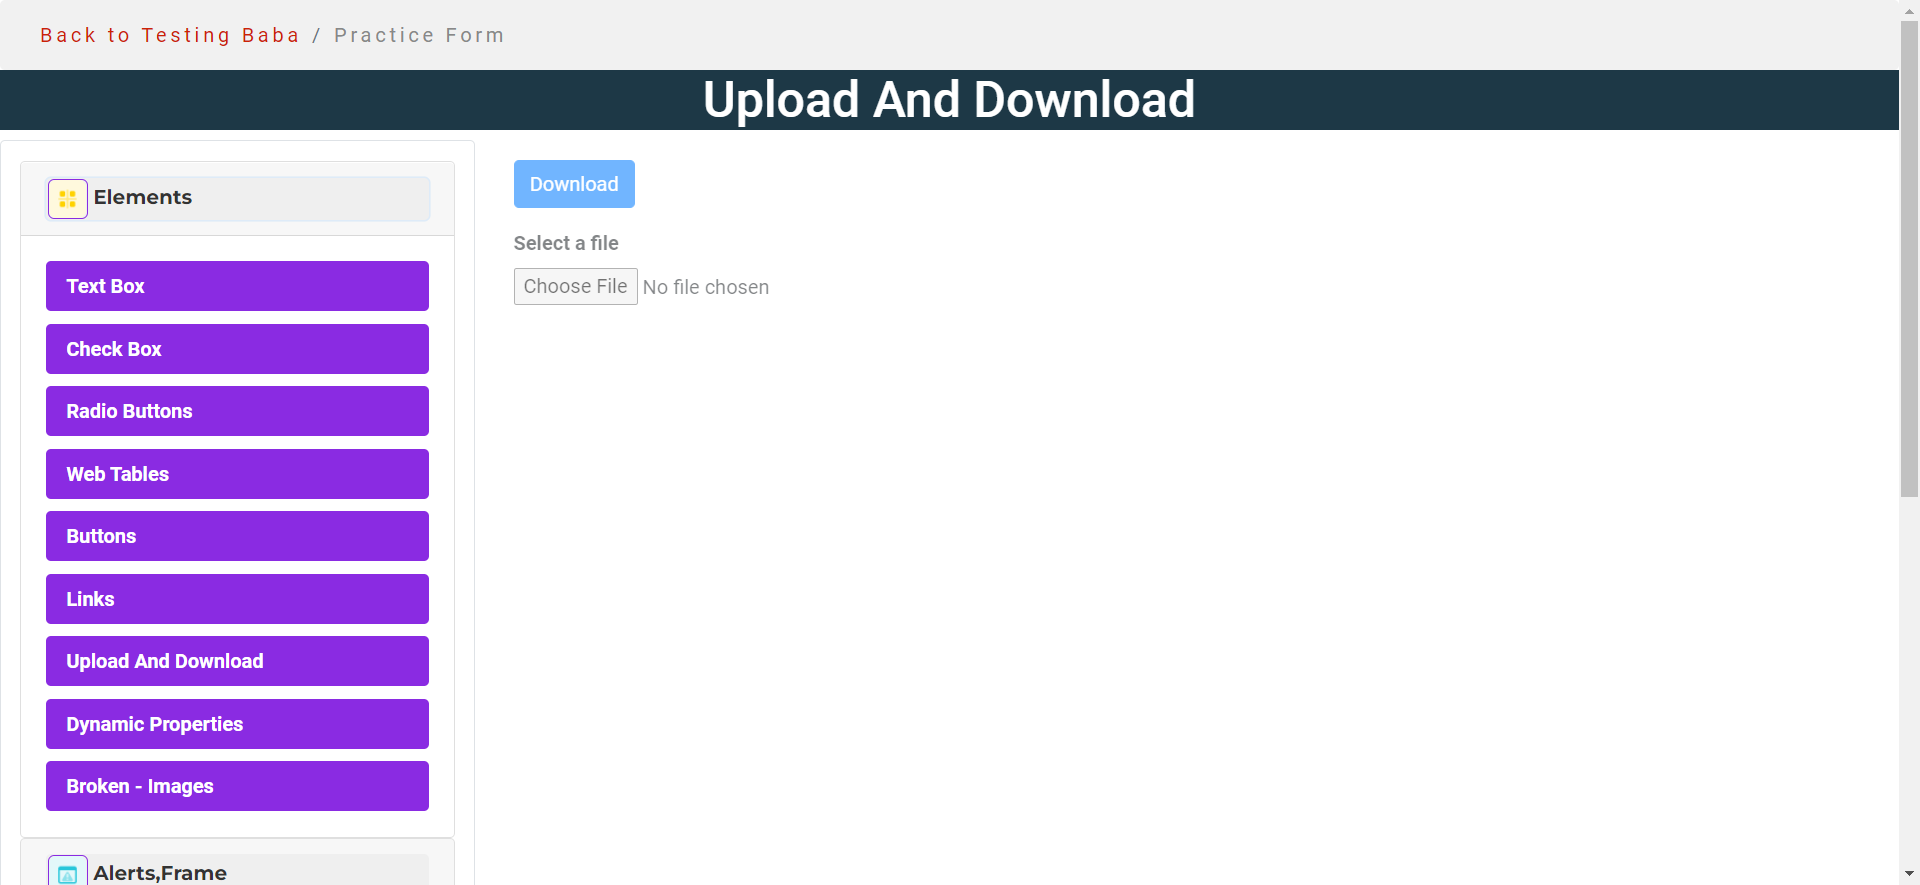 Back to Testing Baba / Practice Form
Upload And Download
Elements
Text Box
Check Box
Radio Buttons
Web Tables
Buttons
Links
Upload And Download
Dynamic Properties
Broken - Images
Alerts,Frame
Download
Select a file
Choose File No file chosen